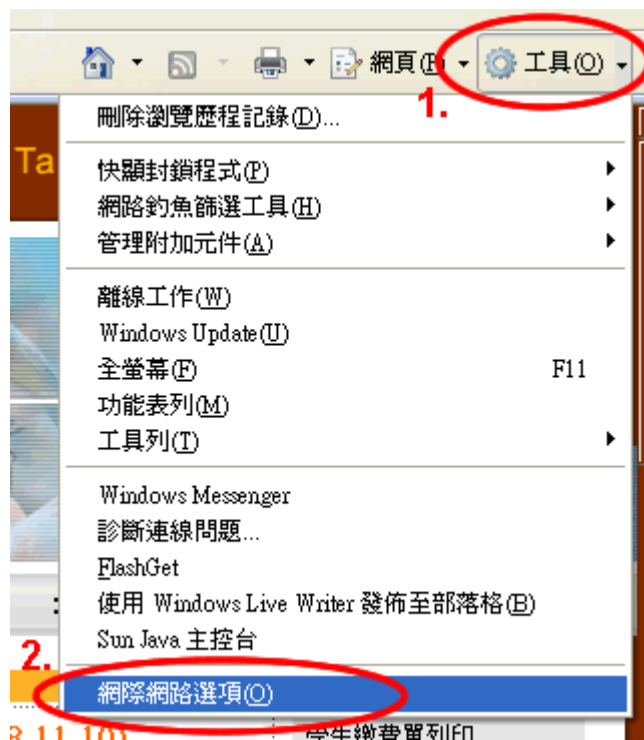 網頁(P) 工具(O)
1.
刪除瀏覽歷程記錄(D)...
Ta
快顯封鎖程式(P)
網路釣魚篩選工具(H)
管理附加元件(A)
離線工作(W)
Windows Update(U)
全螢幕(F) F11
功能表列(M)
工具列(T)
Windows Messenger
診斷連線問題...
FlashGet
使用 Windows Live Writer 發佈至部落格(B)
Sun Java 主控台
2.
網際網路選項(O)
8.11.10)
學生繳費單列印